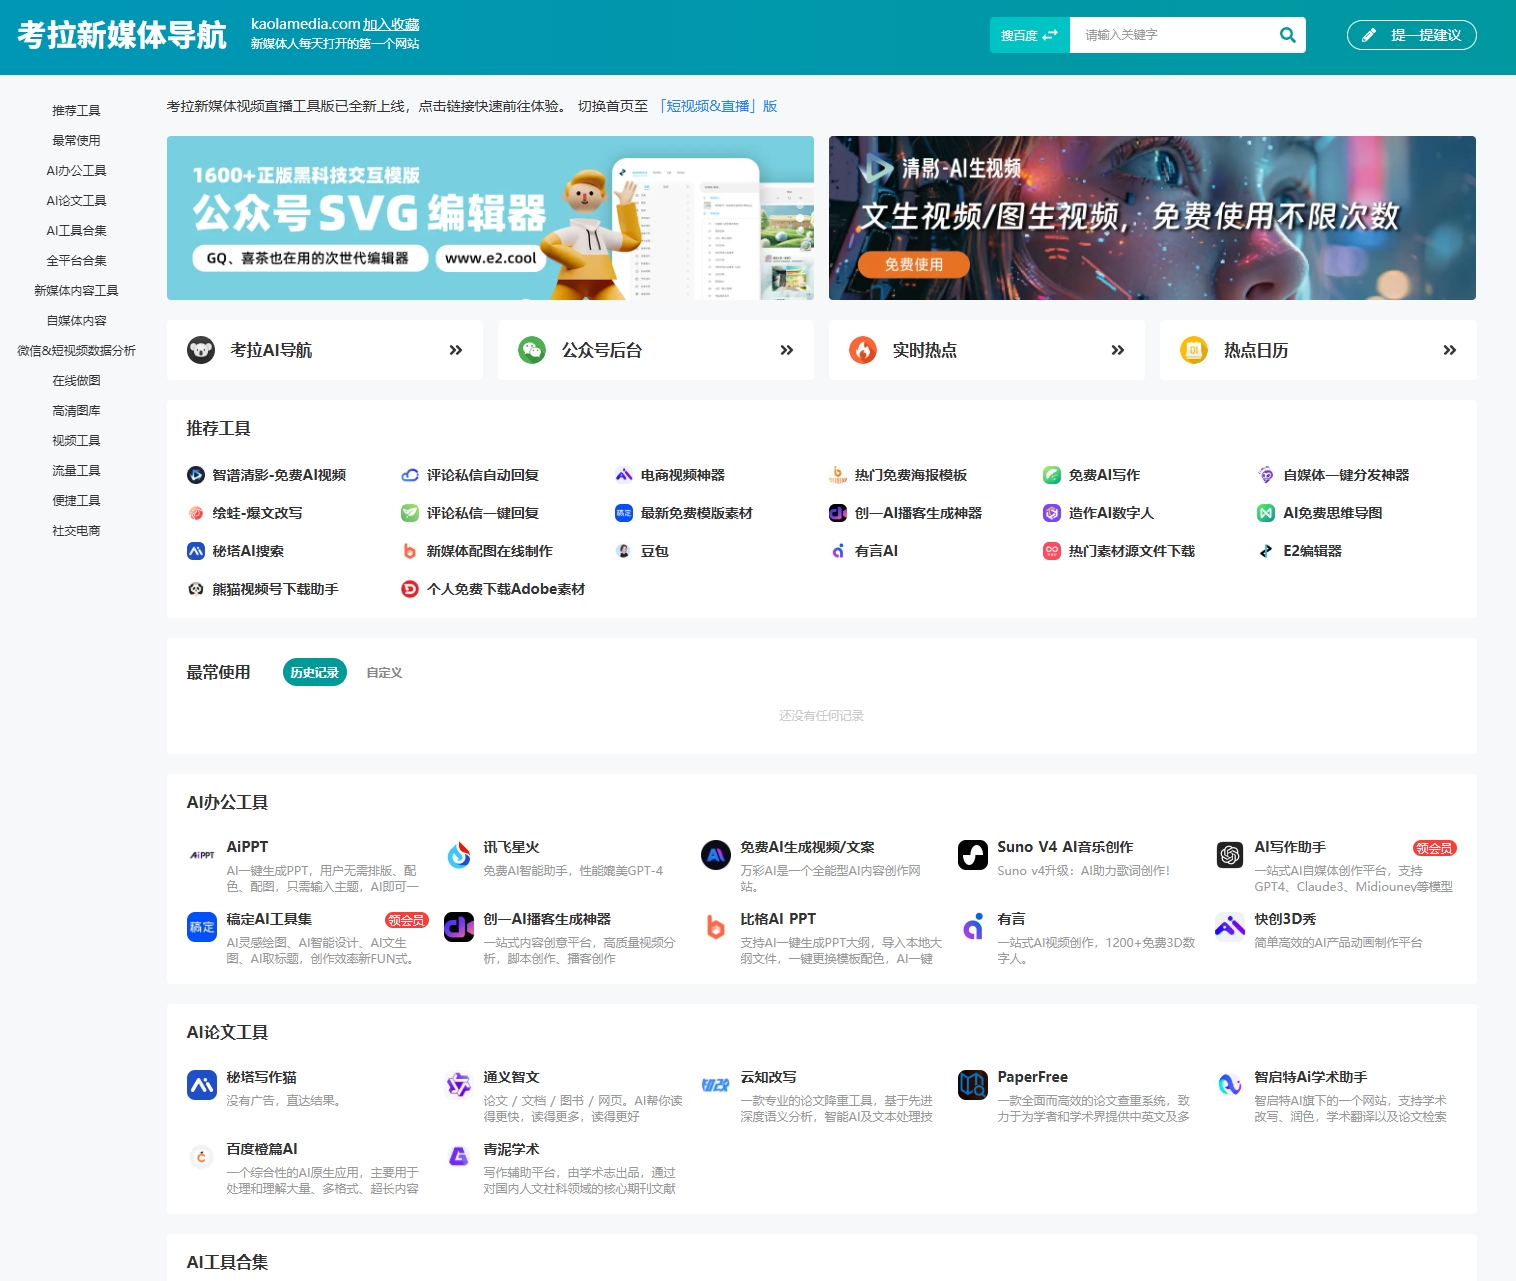 考拉新媒体导航
kaolamedia.com 加入收藏
新媒体人每天打开的第一个网站
搜百度
请输入关键字
提一提建议
推荐工具
最常使用
AI办公工具
AI论文工具
AI工具合集
全平台合集
新媒体内容工具
自媒体内容
微信&短视频数据分析
在线做图
高清图库
视频工具
流量工具
便捷工具
社交电商
考拉新媒体视频直播工具版已全新上线，点击链接快速前往体验。 切换首页至 「短视频&直播」版
1600+正版黑科技交互模版
公众号 SVG 编辑器
GQ、喜茶也在用的次世代编辑器
www.e2.cool
清影-AI生视频
文生视频/图生视频，免费使用不限次数
免费使用
考拉AI导航
公众号后台
实时热点
热点日历
推荐工具
智谱清影-免费AI视频
评论私信自动回复
电商视频神器
热门免费海报模板
免费AI写作
自媒体一键分发神器
绘蛙-爆文改写
评论私信一键回复
最新免费模版素材
创一AI播客生成神器
造作AI数字人
AI免费思维导图
秘塔AI搜索
新媒体配图在线制作
豆包
有言AI
热门素材源文件下载
E2编辑器
熊猫视频号下载助手
个人免费下载Adobe素材
最常使用
历史记录
自定义
还没有任何记录
AI办公工具
AiPPT
AiPPT
AI一键生成PPT，用户无需排版、配
色、配图，只需输入主题，AI即可一
讯飞星火
免费AI智能助手，性能媲美GPT-4
免费AI生成视频/文案
万彩AI是一个全能型AI内容创作网
站。
Suno V4 AI音乐创作
Suno v4升级：AI助力歌词创作！
AI写作助手
领会员
一站式AI自媒体创作平台，支持
GPT4、Claude3、Midjouney等模型
稿定
稿定AI工具集
领会员
AI灵感绘图、AI智能设计、AI文生
图、AI取标题，创作效率新FUN式。
创一AI播客生成神器
一站式内容创意平台，高质量视频分
析，脚本创作、播客创作
比格AI PPT
支持AI一键生成PPT大纲，导入本地大
纲文件，一键更换模板配色，AI一键
有言
一站式AI视频创作，1200+免费3D数
字人。
快创3D秀
简单高效的AI产品动画制作平台
AI论文工具
秘塔写作猫
没有广告，直达结果。
通义智文
论文 / 文档 / 图书 / 网页。AI帮你读
得更快，读得更多，读得更好
云知改写
一款专业的论文降重工具，基于先进
深度语义分析，智能AI及文本处理技
PaperFree
一款全面而高效的论文查重系统，致
力于为学者和学术界提供中英文及多
智启特Ai学术助手
智启特AI旗下的一个网站，支持学术
改写、润色，学术翻译以及论文检索
百度橙篇AI
一个综合性的AI原生应用，主要用于
处理和理解大量、多格式、超长内容
青泥学术
写作辅助平台，由学术志出品，通过
对国内人文社科领域的核心期刊文献
AI工具合集